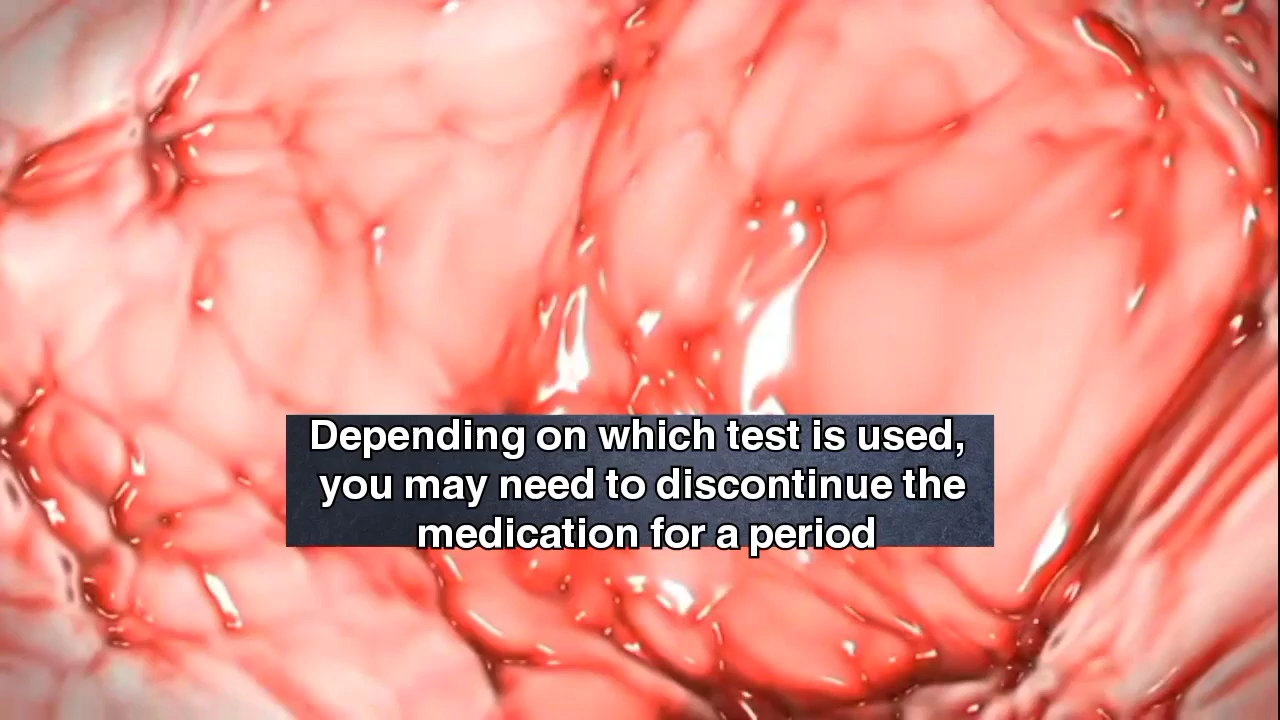 Depending on which test is used,
you may need to discontinue the
medication for a period